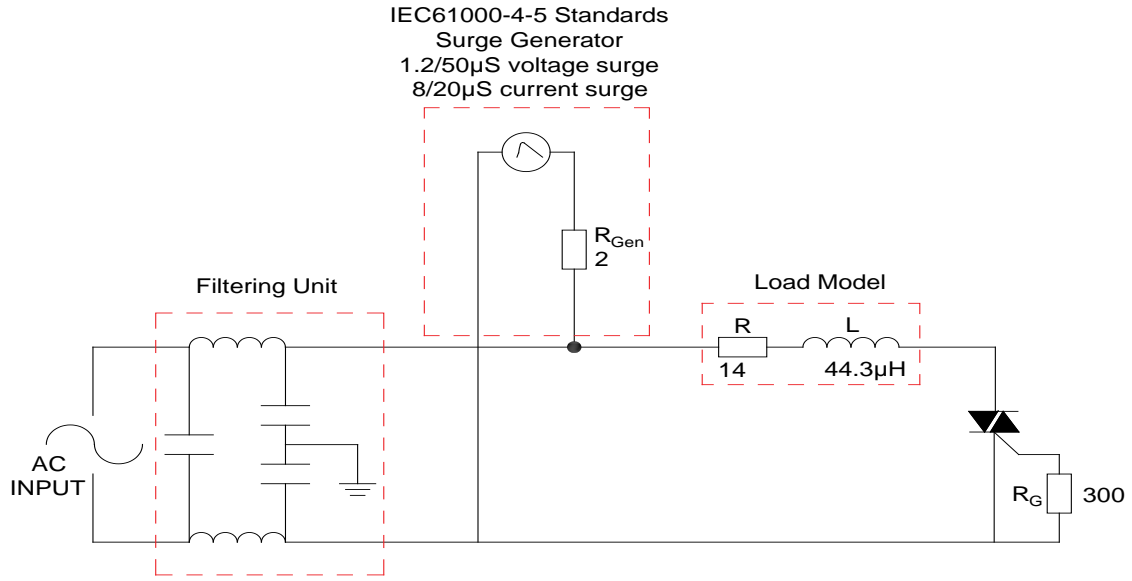 IEC61000-4-5 Standards
Surge Generator
1.2/50µS voltage surge
8/20µS current surge
RGen
2
Filtering Unit
Load Model
R
L
14
44.3µH
AC
INPUT
RG
300